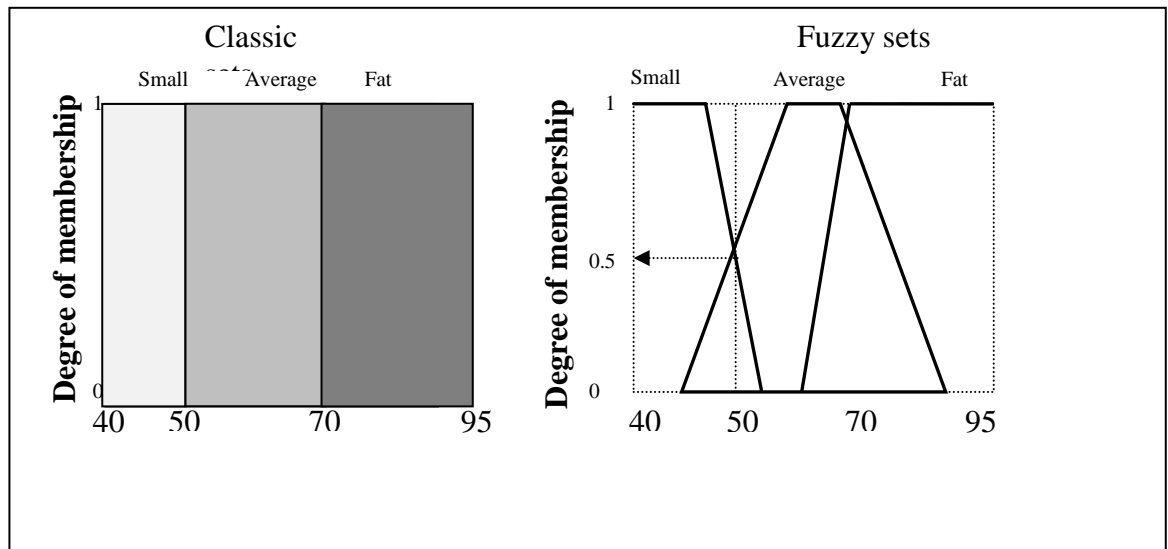 Classic
Small Average Fat
Degree of membership
1
0
40 50 70 95
Fuzzy sets
Small Average Fat
Degree of membership
1
0.5
0
40 50 70 95